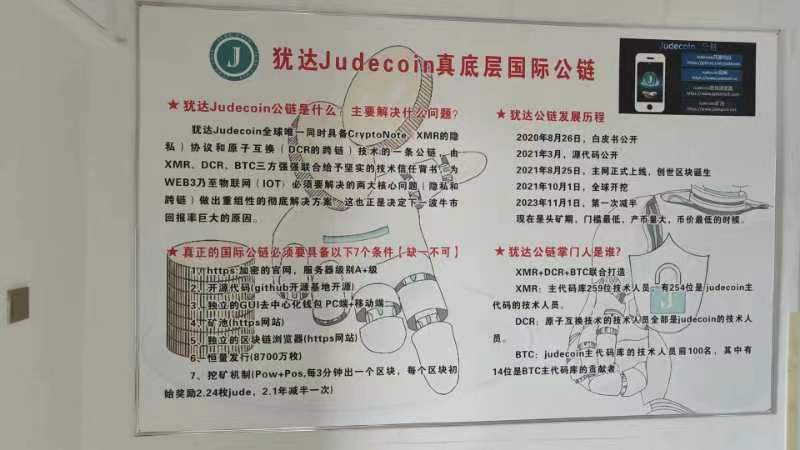 J
犹达Judecoin真底层国际公链
★ 犹达Judecoin公链是什么？主要解决什么问题?
犹达Judecoin全球唯一同时具备CryptoNote（XMR的隐
私）协议和原子互换（DCR的跨链）技术的一条公链，由
XMR、DCR、BTC三方强强联合给予坚实的技术信任背书，为
WEB3乃至物联网（IOT）必须要解决的两大核心问题（隐私和
跨链）做出重组性的彻底解决方案，这也正是决定下一波牛市
回报率巨大的原因。
★ 真正的国际公链必须要具备以下7个条件【缺一不可】
1、https 加密的官网，服务器级别A+级
2、开源代码(github开源基地开源)
3、独立的GUI去中心化钱包 PC端+移动端
4、矿池(https网站)
5、独立的区块链浏览器(https网站)
6、恒量发行(8700万枚)
7、挖矿机制(Pow+Pos,每3分钟出一个区块，每个区块初
始奖励2.24枚jude，2.1年减半一次)
Judecoin
★ 犹达公链发展历程
2020年8月26日，白皮书公开
2021年3月，源代码公开
2021年8月25日，主网正式上线，创世区块诞生
2021年10月1日，全球开挖
2023年11月1日，第一次减半
现在是头矿期，门槛最低，产币量大，币价最低的时候。
★ 犹达公链掌门人是谁?
XMR+DCR+BTC联合打造
XMR：主代码库259位技术人员，有254位是judecoin主
代码的技术人员。
DCR：原子互换技术的技术人员全部是judecoin的技术人
员。
BTC：judecoin主代码库的技术人员前100名，其中有
14位是BTC主代码库的贡献者